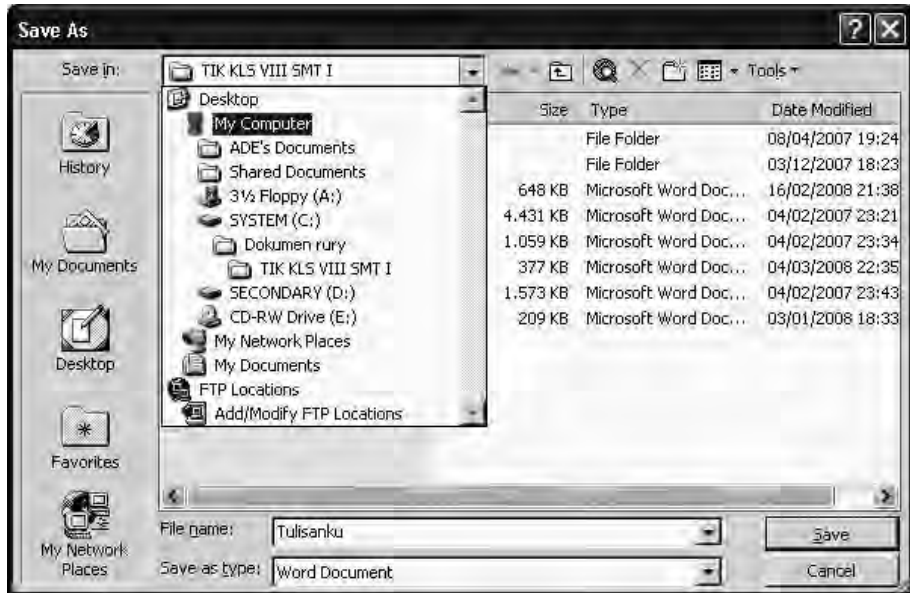 Save As
Save in:
TIK KLS VIII SMT I
Tools
History
My Documents
Desktop
Favorites
My Network
Places
Desktop
My Computer
ADE's Documents
Shared Documents
3½ Floppy (A:)
SYSTEM (C:)
Dokumen rury
TIK KLS VIII SMT I
SECONDARY (D:)
CD-RW Drive (E:)
My Network Places
My Documents
FTP Locations
Add/Modify FTP Locations
Size Type Date Modified
File Folder 08/04/2007 19:24
File Folder 03/12/2007 18:23
648 KB Microsoft Word Doc... 16/02/2008 21:38
4.431 KB Microsoft Word Doc... 04/02/2007 23:21
1.059 KB Microsoft Word Doc... 04/02/2007 23:34
377 KB Microsoft Word Doc... 04/03/2008 22:35
1.573 KB Microsoft Word Doc... 04/02/2007 23:43
209 KB Microsoft Word Doc... 03/01/2008 18:33
File name: Tulisanku
Save
Save as type: Word Document
Cancel